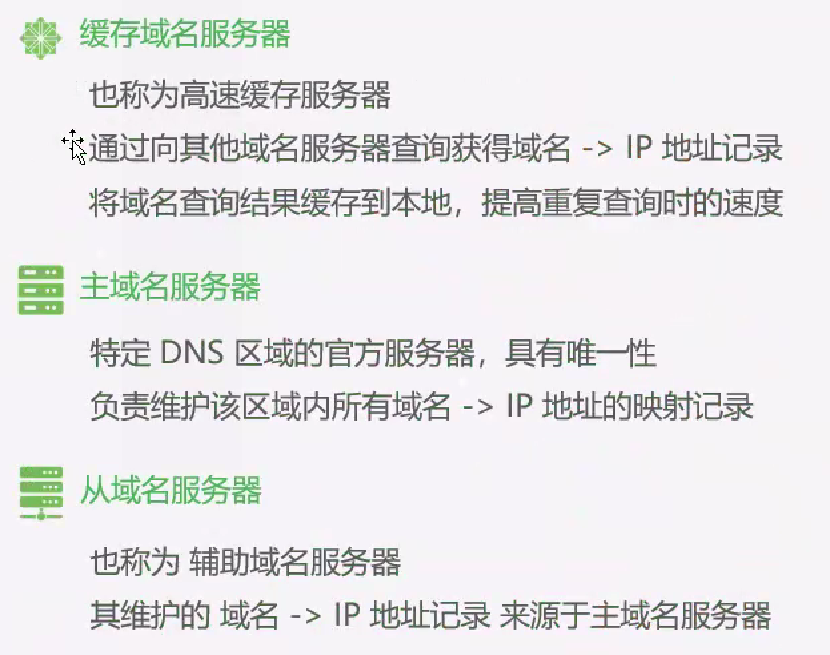 缓存域名服务器
也称为高速缓存服务器
通过向其他域名服务器查询获得域名 -> IP 地址记录
将域名查询结果缓存到本地，提高重复查询时的速度
主域名服务器
特定 DNS 区域的官方服务器，具有唯一性
负责维护该区域内所有域名 -> IP 地址的映射记录
从域名服务器
也称为 辅助域名服务器
其维护的 域名 -> IP 地址记录 来源于主域名服务器